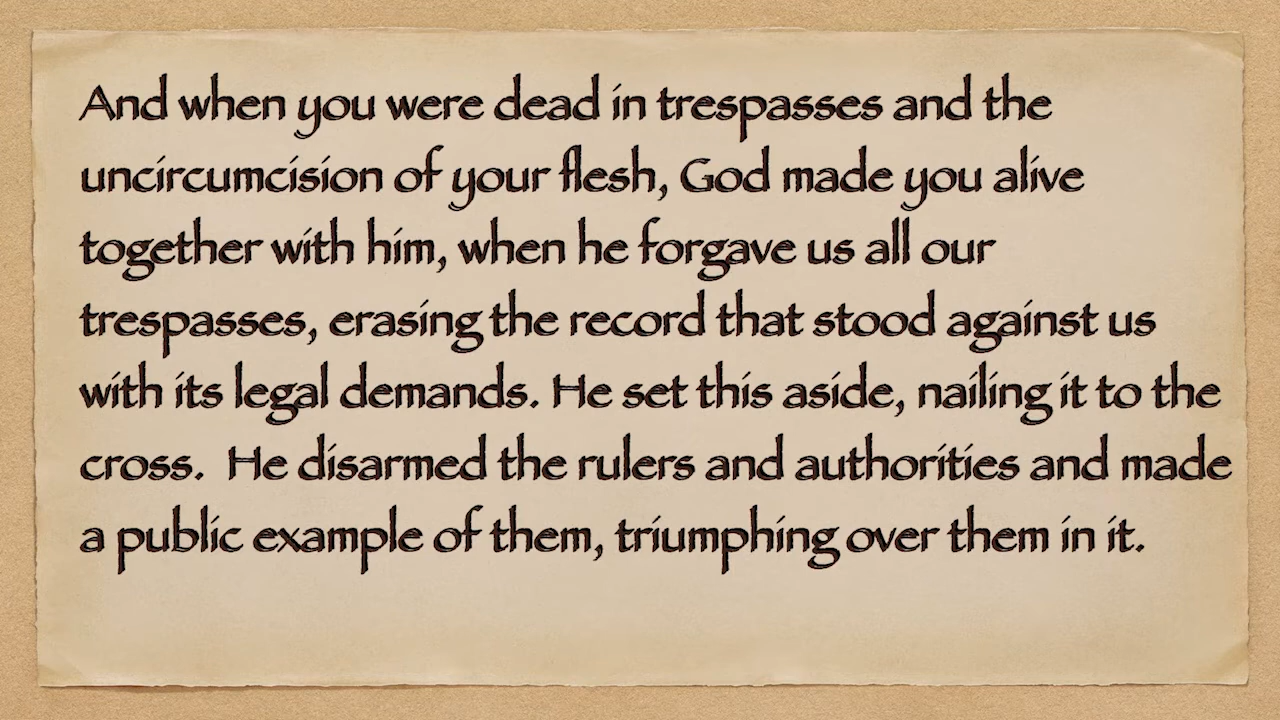 And when you were dead in trespasses and the
uncircumcision of your flesh, God made you alive
together with him, when he forgave us all our
trespasses, erasing the record that stood against us
with its legal demands. He set this aside, nailing it to the
cross.  He disarmed the rulers and authorities and made
a public example of them, triumphing over them in it.